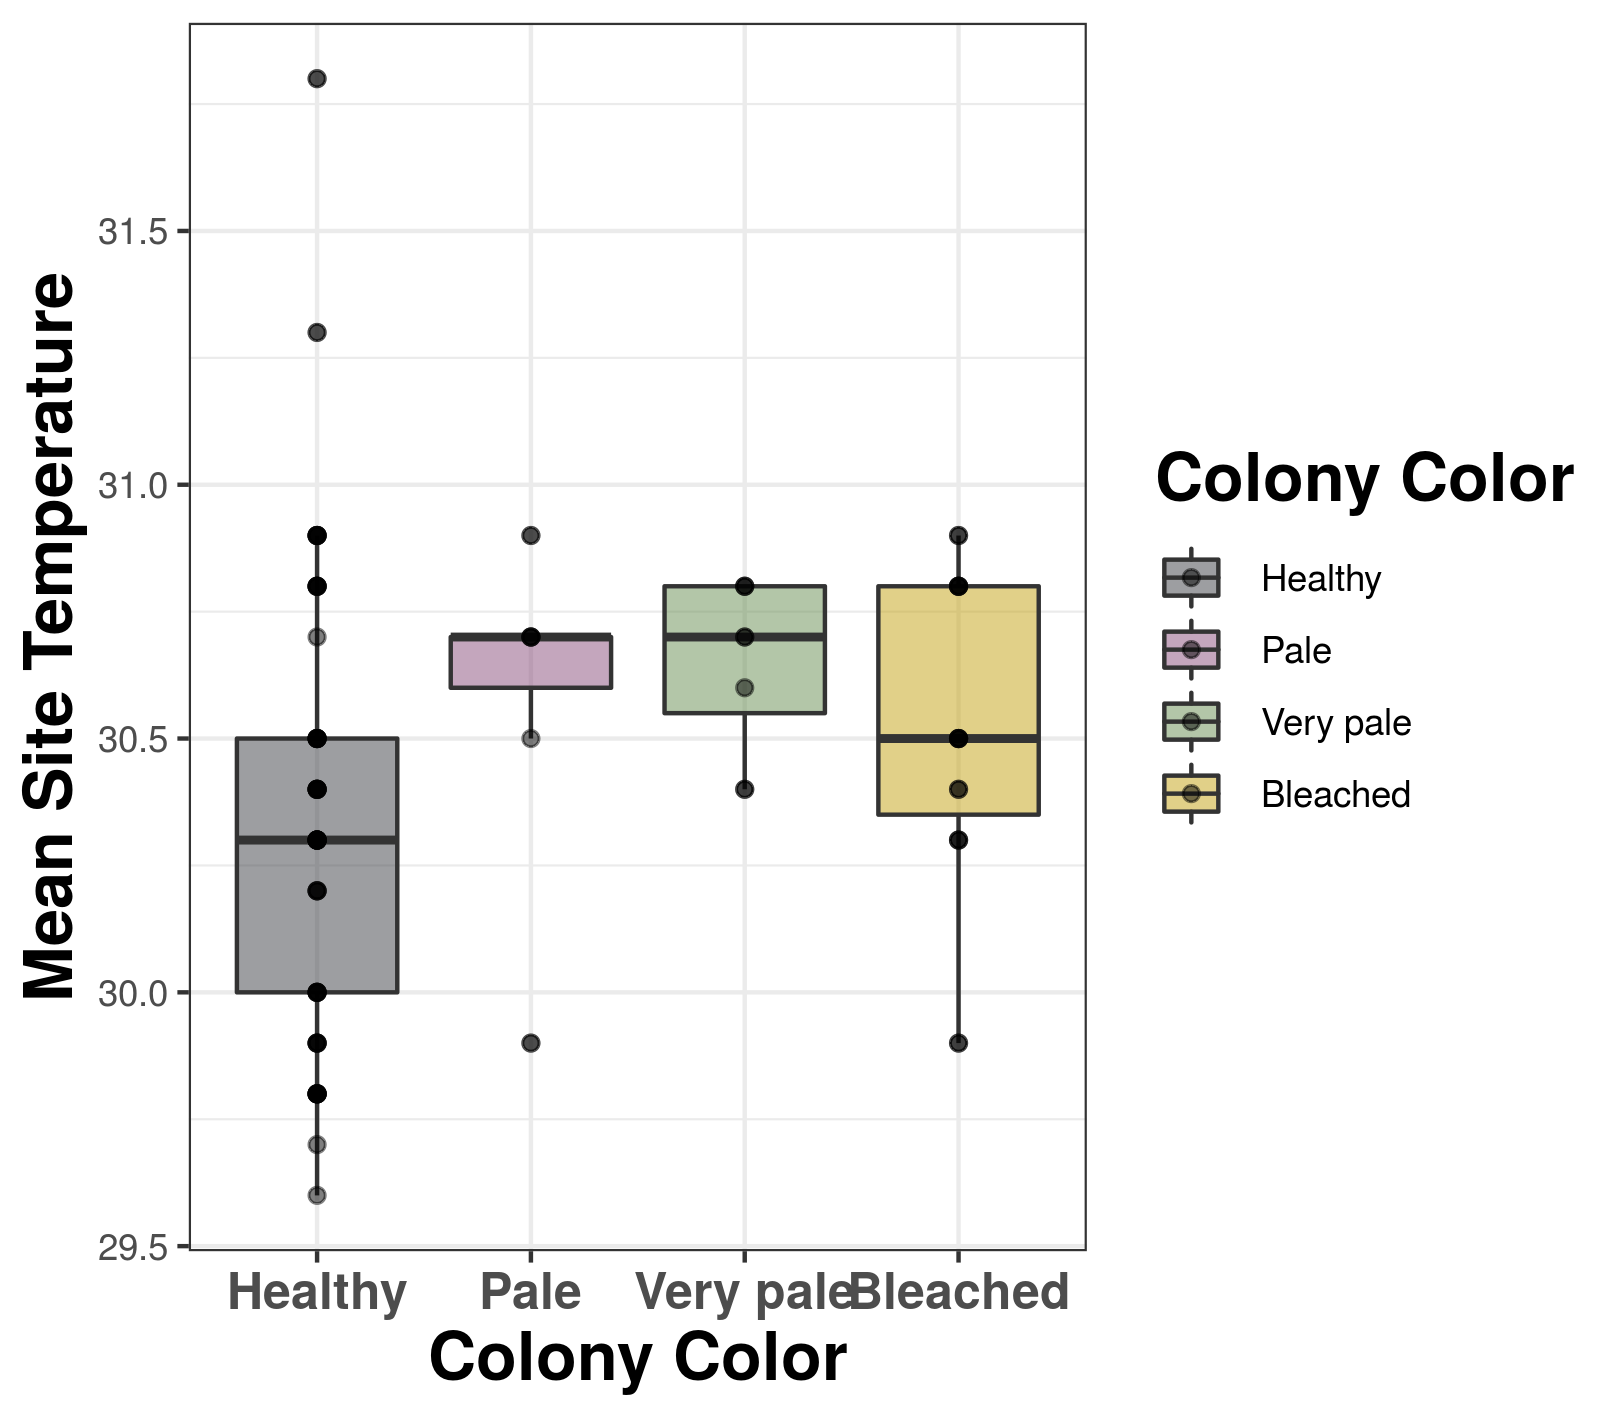 Mean Site Temperature
31.5
31.0
30.5
30.0
29.5
Healthy Pale Very pale Bleached
Colony Color
Colony Color
Healthy
Pale
Very pale
Bleached